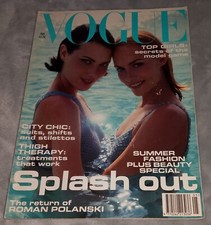 VOGUE
TOP GIRLS:
secrets of the
model game
CITY CHIC:
suits, shifts
and stilettos
THIGH
THERAPY:
treatments
that work
SUMMER
FASHION
PLUS BEAUTY
SPECIAL
Splash out
The return of
ROMAN POLANSKI